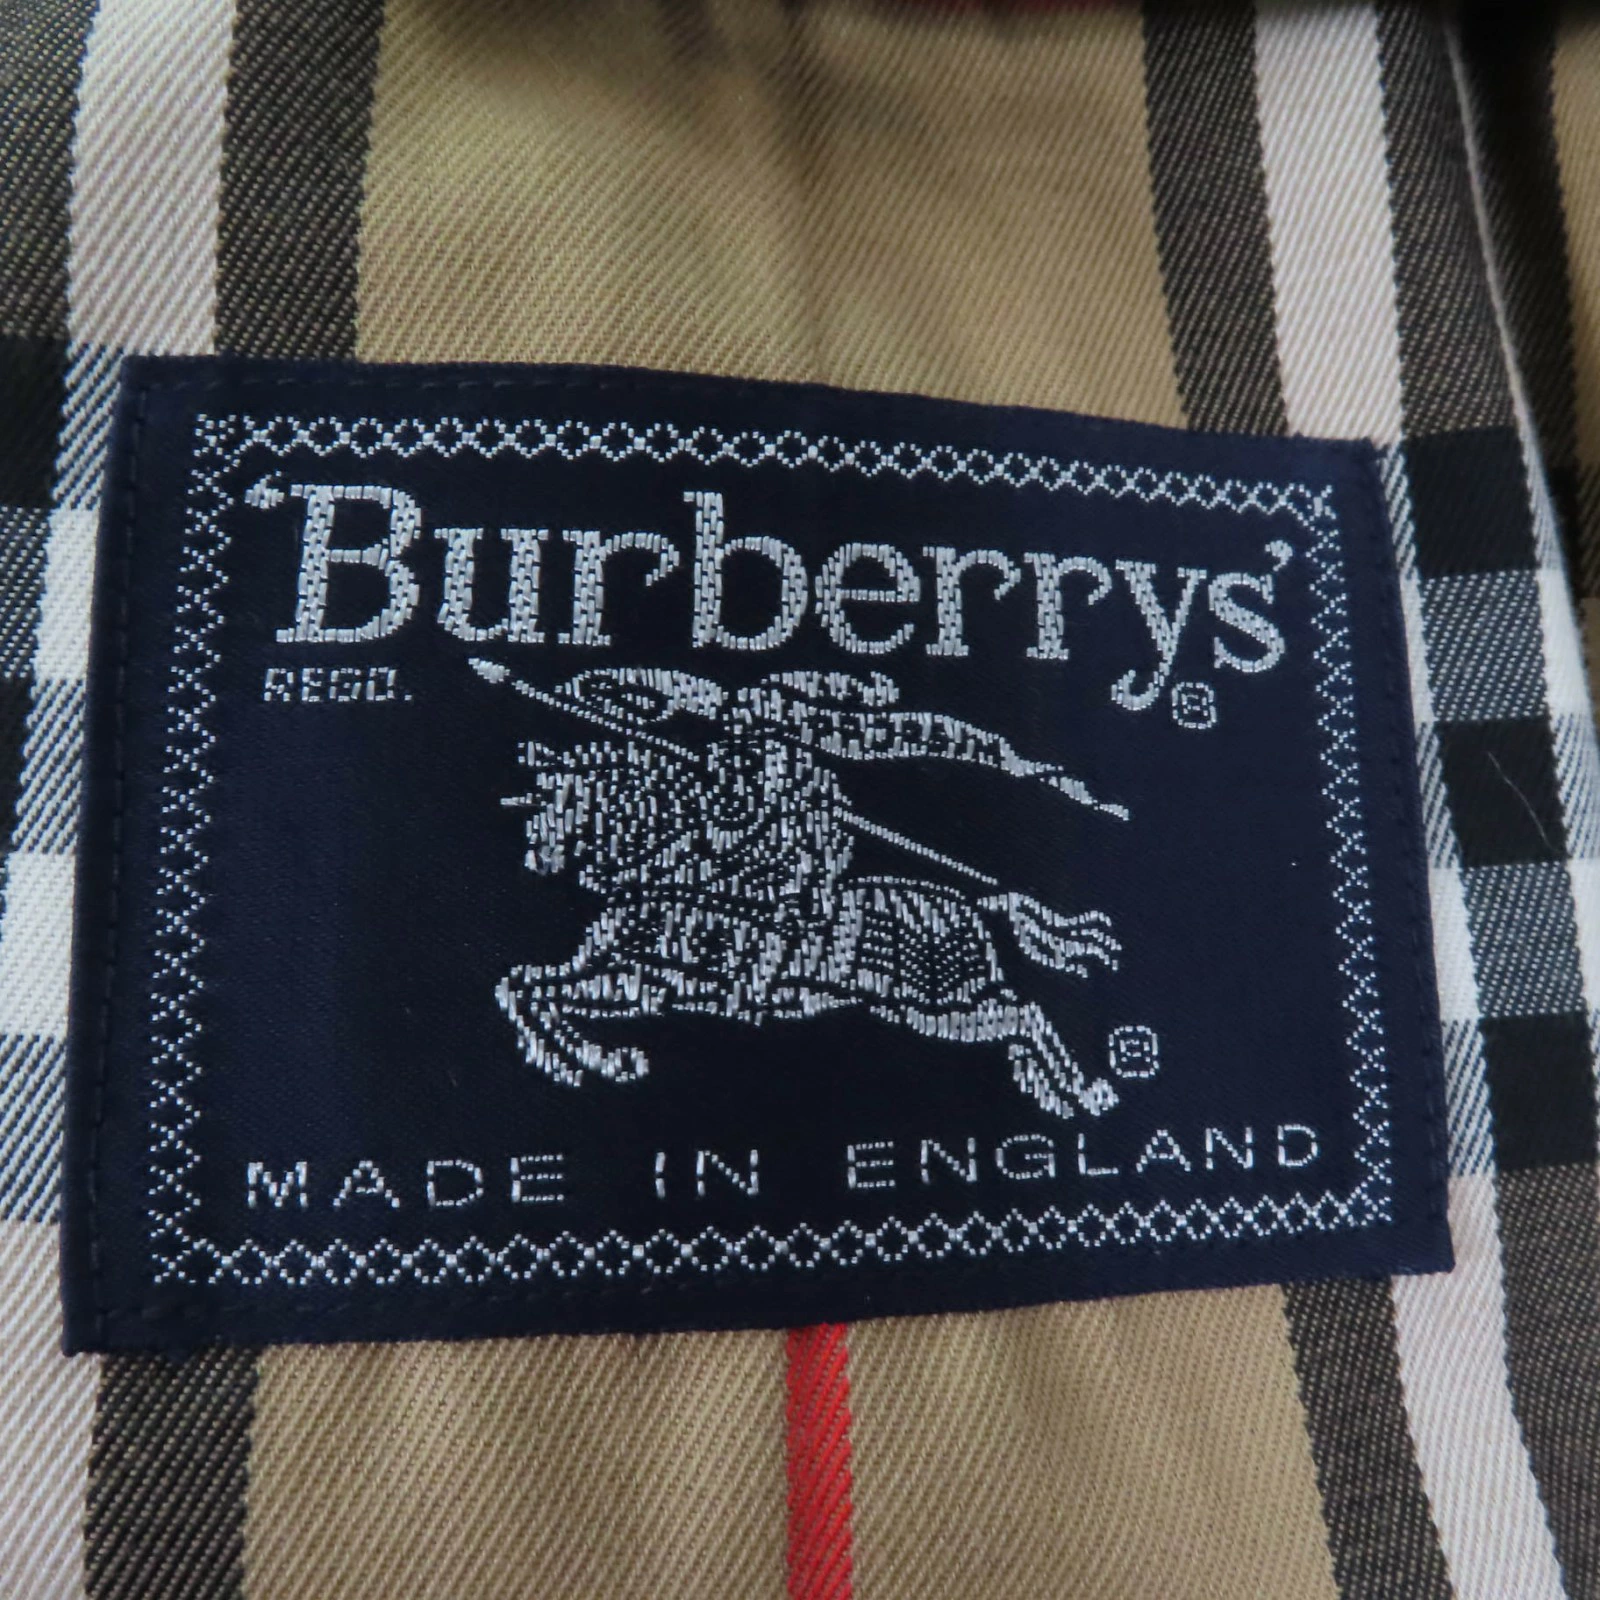 ‘Burberrys’
REGD. ®
®
MADE IN ENGLAND